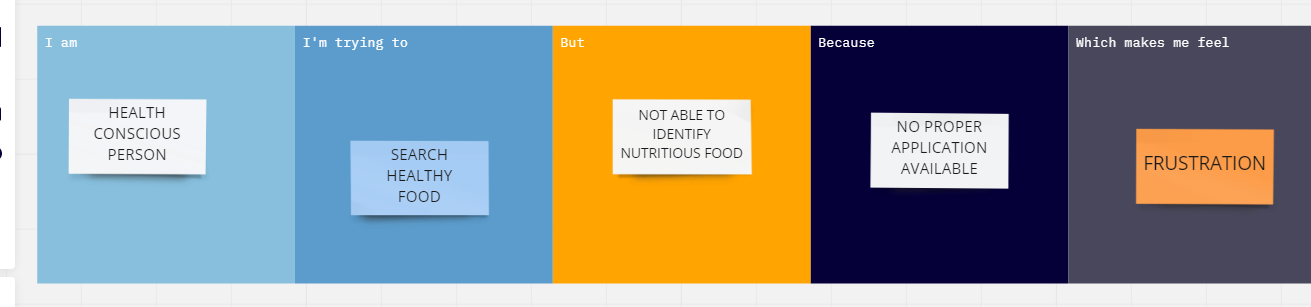 I am
HEALTH
CONSCIOUS
PERSON
I'm trying to
SEARCH
HEALTHY
FOOD
But
NOT ABLE TO
IDENTIFY
NUTRITIOUS FOOD
Because
NO PROPER
APPLICATION
AVAILABLE
Which makes me feel
FRUSTRATION